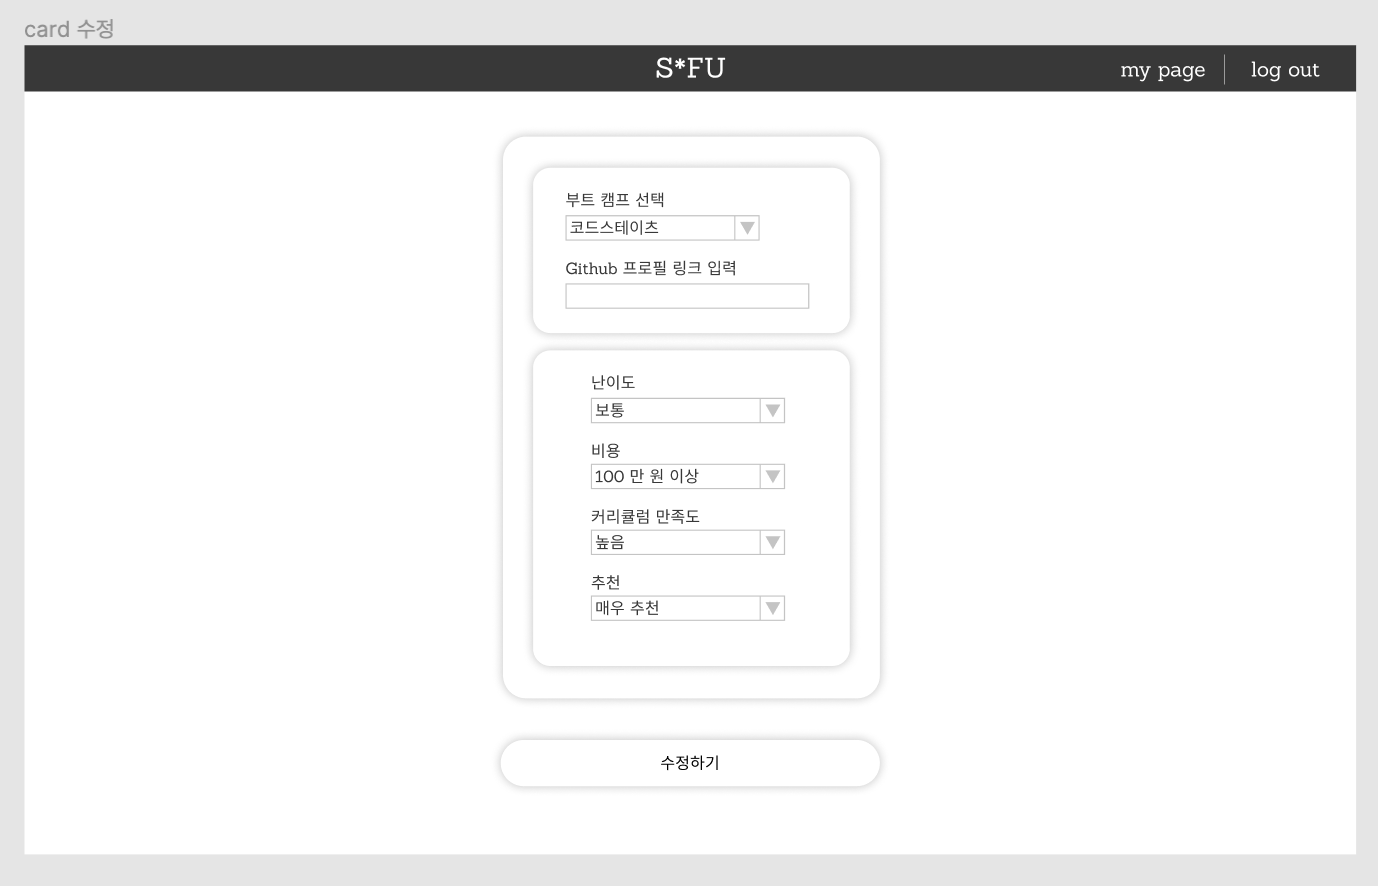 card 수정
S*FU
my page
log out
부트 캠프 선택
코드스테이츠
Github 프로필 링크 입력
난이도
보통
비용
100 만 원 이상
커리큘럼 만족도
높음
추천
매우 추천
수정하기